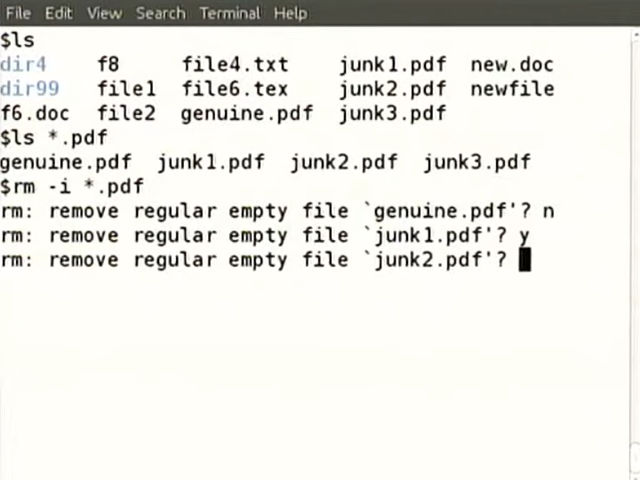 File Edit View Search Terminal Help
$ls
dir4 f8 file4.txt junk1.pdf new.doc
dir99 file1 file6.tex junk2.pdf newfile
f6.doc file2 genuine.pdf junk3.pdf
$ls *.pdf
genuine.pdf junk1.pdf junk2.pdf junk3.pdf
$rm -i *.pdf
rm: remove regular empty file `genuine.pdf'? n
rm: remove regular empty file `junk1.pdf'? y
rm: remove regular empty file `junk2.pdf'?